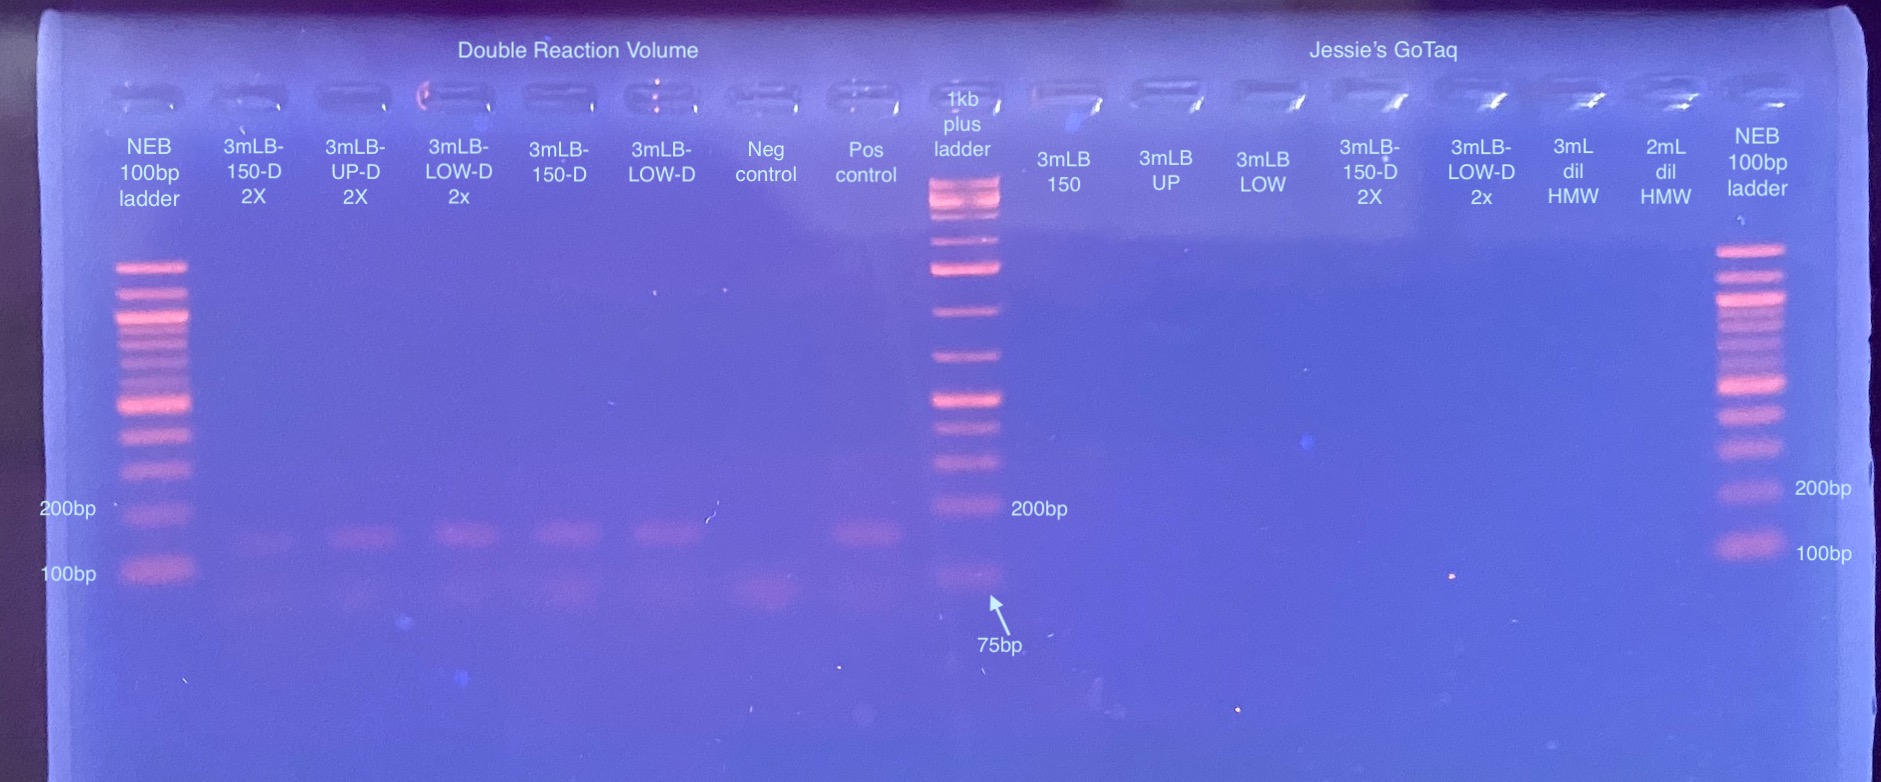 Double Reaction Volume
Jessie's GoTaq
NEB
100bp
ladder
3mLB-
150-D
2X
3mLB-
UP-D
2X
3mLB-
LOW-D
2x
3mLB-
150-D
3mLB-
LOW-D
Neg
control
Pos
control
1kb
plus
ladder
3mLB
150
3mLB
UP
3mLB
LOW
3mLB-
150-D
2X
3mLB-
LOW-D
2x
3mL
dil
HMW
2mL
dil
HMW
NEB
100bp
ladder
200bp
100bp
200bp
75bp
200bp
100bp